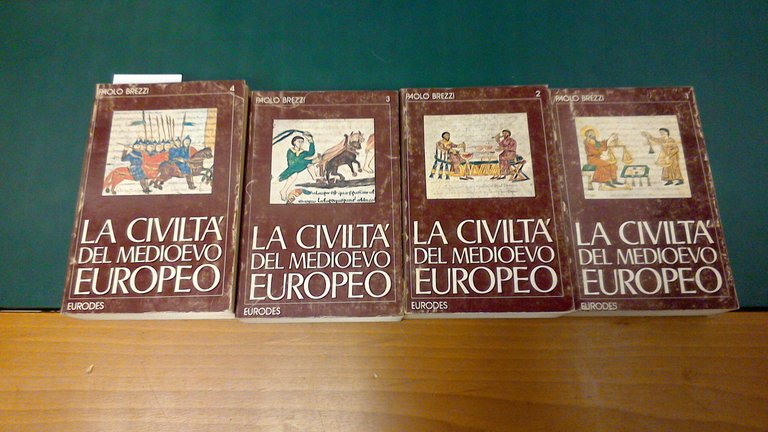 PAOLO BREZZI 4
LA CIVILTA'
DEL MEDIOEVO
EUROPEO
EURODES
PAOLO BREZZI 3
LA CIVILTA'
DEL MEDIOEVO
EUROPEO
EURODES
PAOLO BREZZI 2
LA CIVILTA'
DEL MEDIOEVO
EUROPEO
EURODES
PAOLO BREZZI 1
LA CIVILTA'
DEL MEDIOEVO
EUROPEO
EURODES